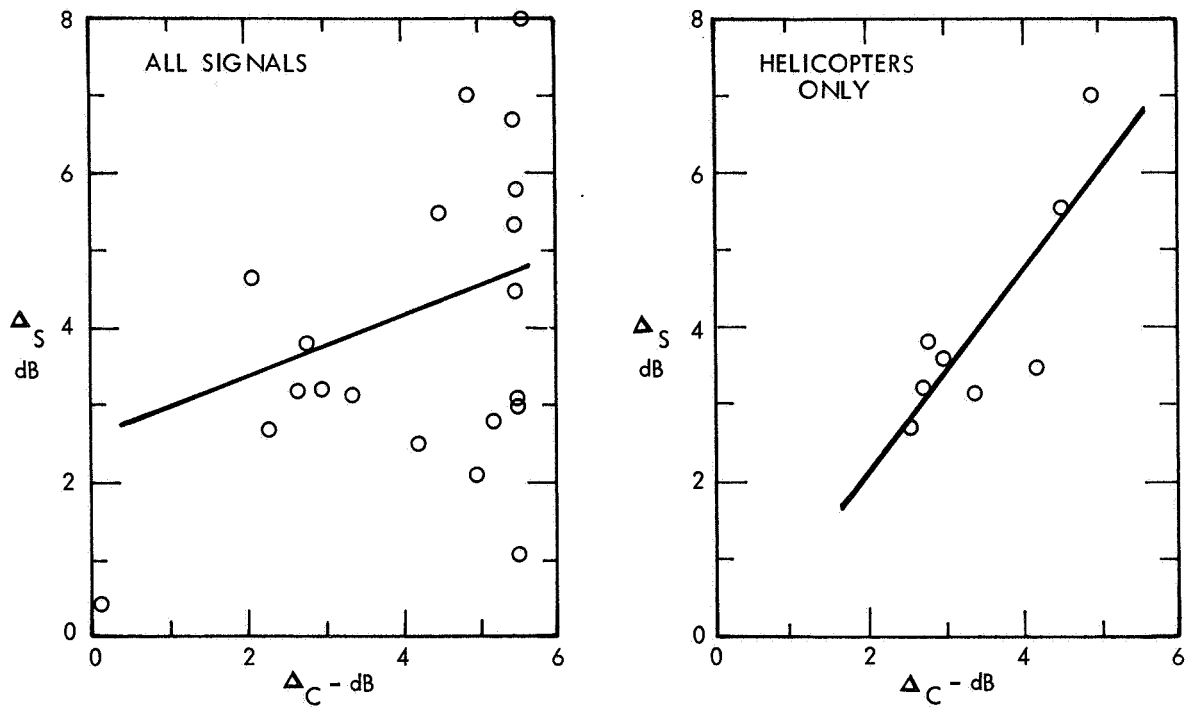 ALL SIGNALS
8
6
4
2
0
Δ S
dB
0 2 4 6
Δ C - dB
HELICOPTERS
ONLY
8
6
4
2
0
Δ S
dB
0 2 4 6
Δ C - dB